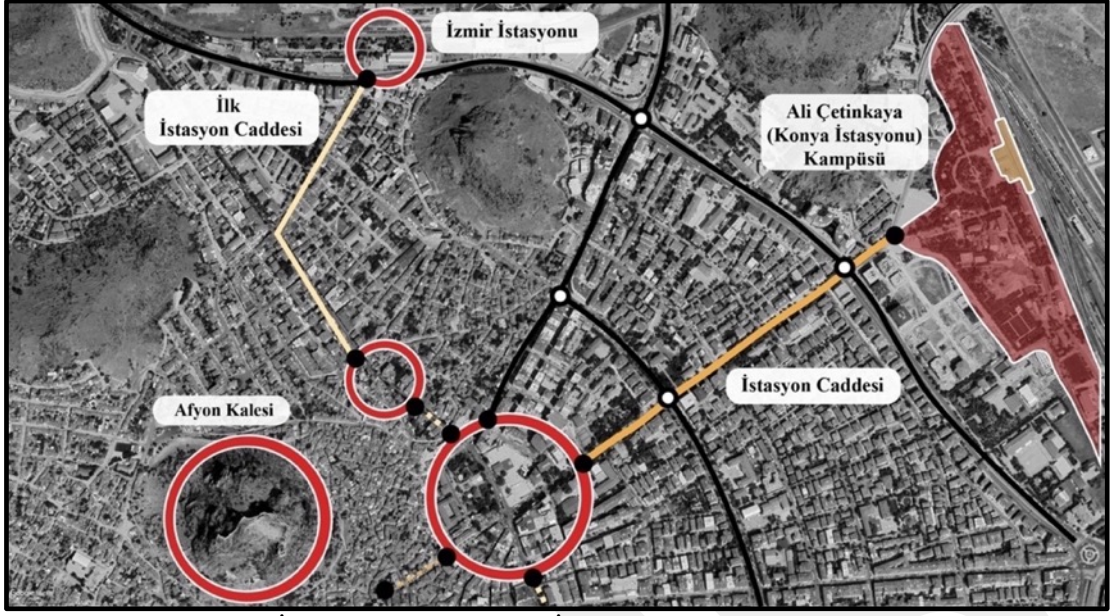 İzmir İstasyonu
İlk
İstasyon Caddesi
Ali Çetinkaya
(Konya İstasyonu)
Kampüsü
İstasyon Caddesi
Afyon Kalesi